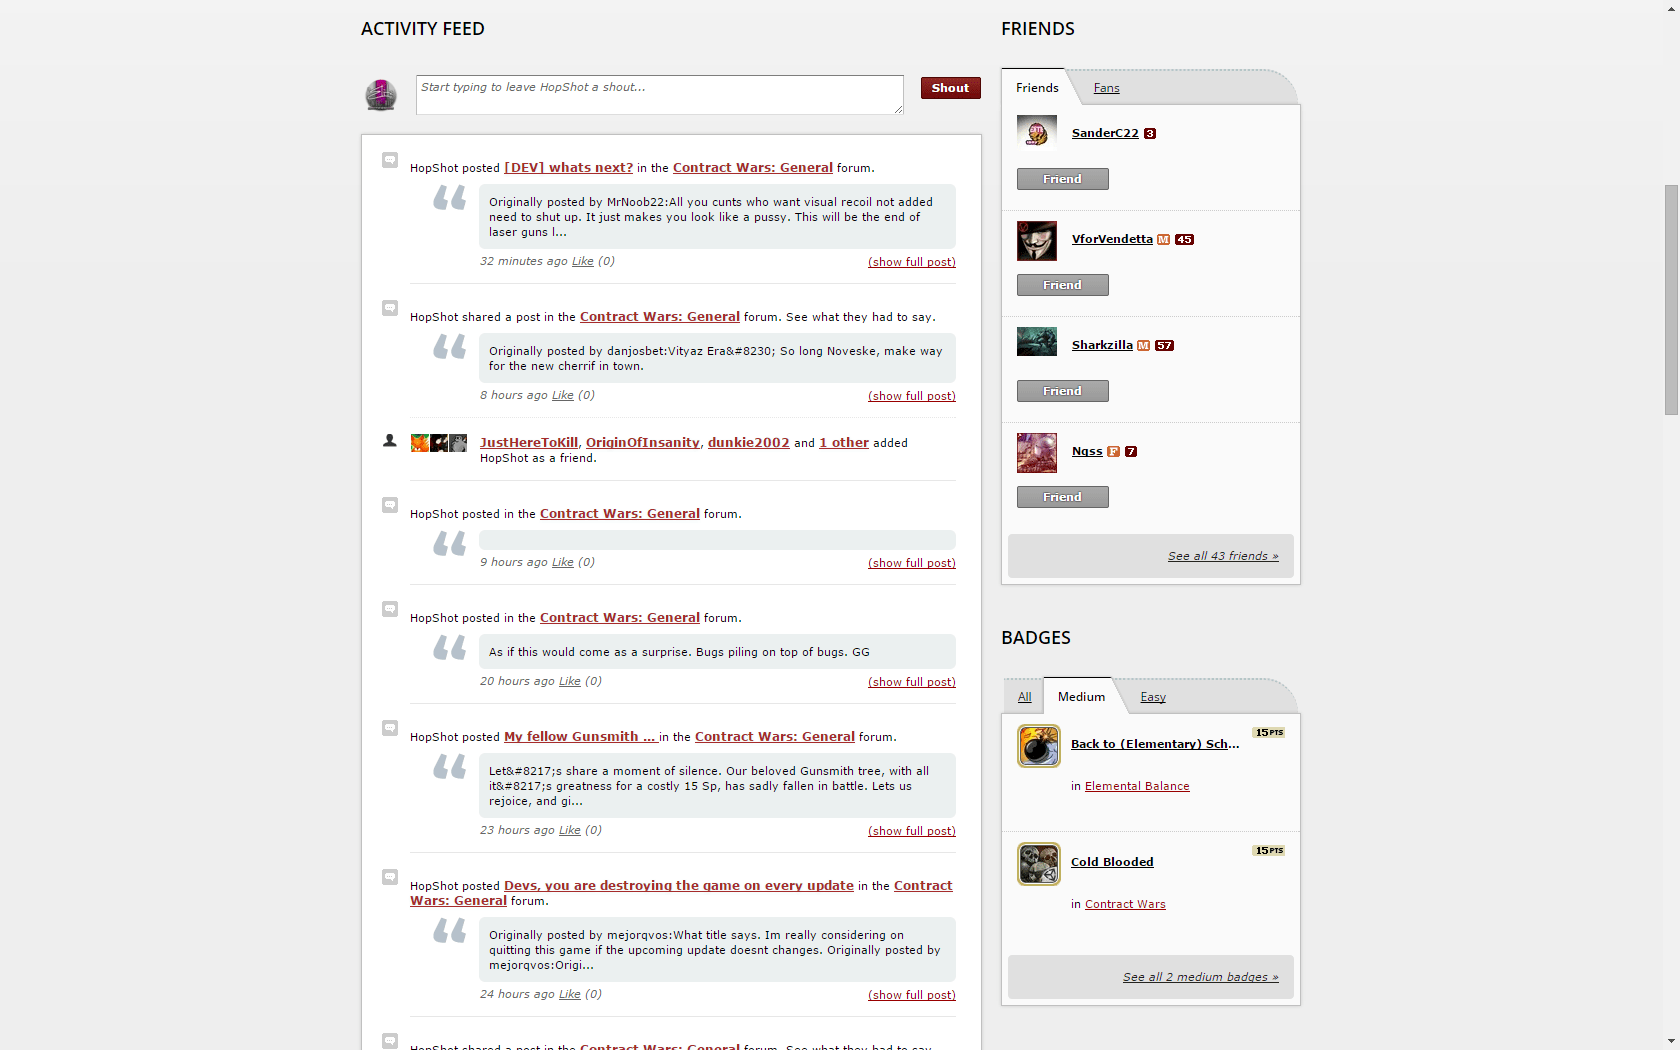 ACTIVITY FEED
Start typing to leave HopShot a shout...
Shout
HopShot posted [DEV] whats next? in the Contract Wars: General forum.
Originally posted by MrNoob22:All you cunts who want visual recoil not added
need to shut up. It just makes you look like a pussy. This will be the end of
laser guns l...
32 minutes ago Like (0)
(show full post)
HopShot shared a post in the Contract Wars: General forum. See what they had to say.
Originally posted by danjosbet:Vityaz Era&#8230; So long Noveske, make way
for the new cherrif in town.
8 hours ago Like (0)
(show full post)
JustHereToKill, OriginOfInsanity, dunkie2002 and 1 other added
HopShot as a friend.
HopShot posted in the Contract Wars: General forum.
9 hours ago Like (0)
(show full post)
HopShot posted in the Contract Wars: General forum.
As if this would come as a surprise. Bugs piling on top of bugs. GG
20 hours ago Like (0)
(show full post)
HopShot posted My fellow Gunsmith ... in the Contract Wars: General forum.
Let&#8217;s share a moment of silence. Our beloved Gunsmith tree, with all
it&#8217;s greatness for a costly 15 Sp, has sadly fallen in battle. Lets us
rejoice, and gi...
23 hours ago Like (0)
(show full post)
HopShot posted Devs, you are destroying the game on every update in the Contract
Wars: General forum.
Originally posted by mejorqvos:What title says. Im really considering on
quitting this game if the upcoming update doesnt changes. Originally posted by
mejorqvos:Origi...
24 hours ago Like (0)
(show full post)
HopShot shared a post in the Contract Wars: General forum. See what they had to say.
FRIENDS
Friends
Fans
SanderC22 3
Friend
VforVendetta M 45
Friend
Sharkzilla M 57
Friend
Nqss F 7
Friend
See all 43 friends »
BADGES
All
Medium
Easy
Back to (Elementary) Sch...
15 PTS
in Elemental Balance
Cold Blooded
15 PTS
in Contract Wars
See all 2 medium badges »